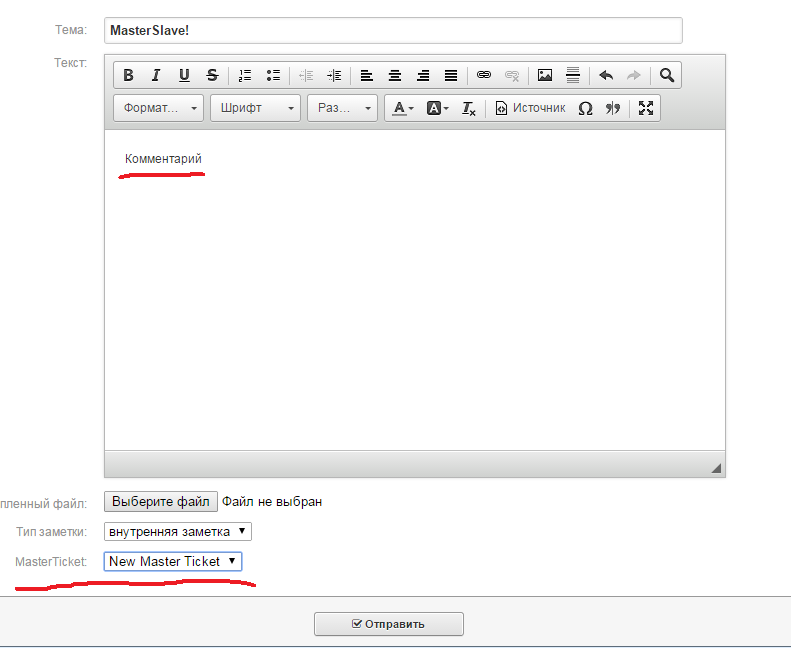 Тема: MasterSlave!
Текст:
B I U S
Формат... Шрифт Раз... A A Tx Источник Ω
Комментарий
пленный файл: Выберите файл Файл не выбран
Тип заметки: внутренняя заметка
MasterTicket: New Master Ticket
Отправить